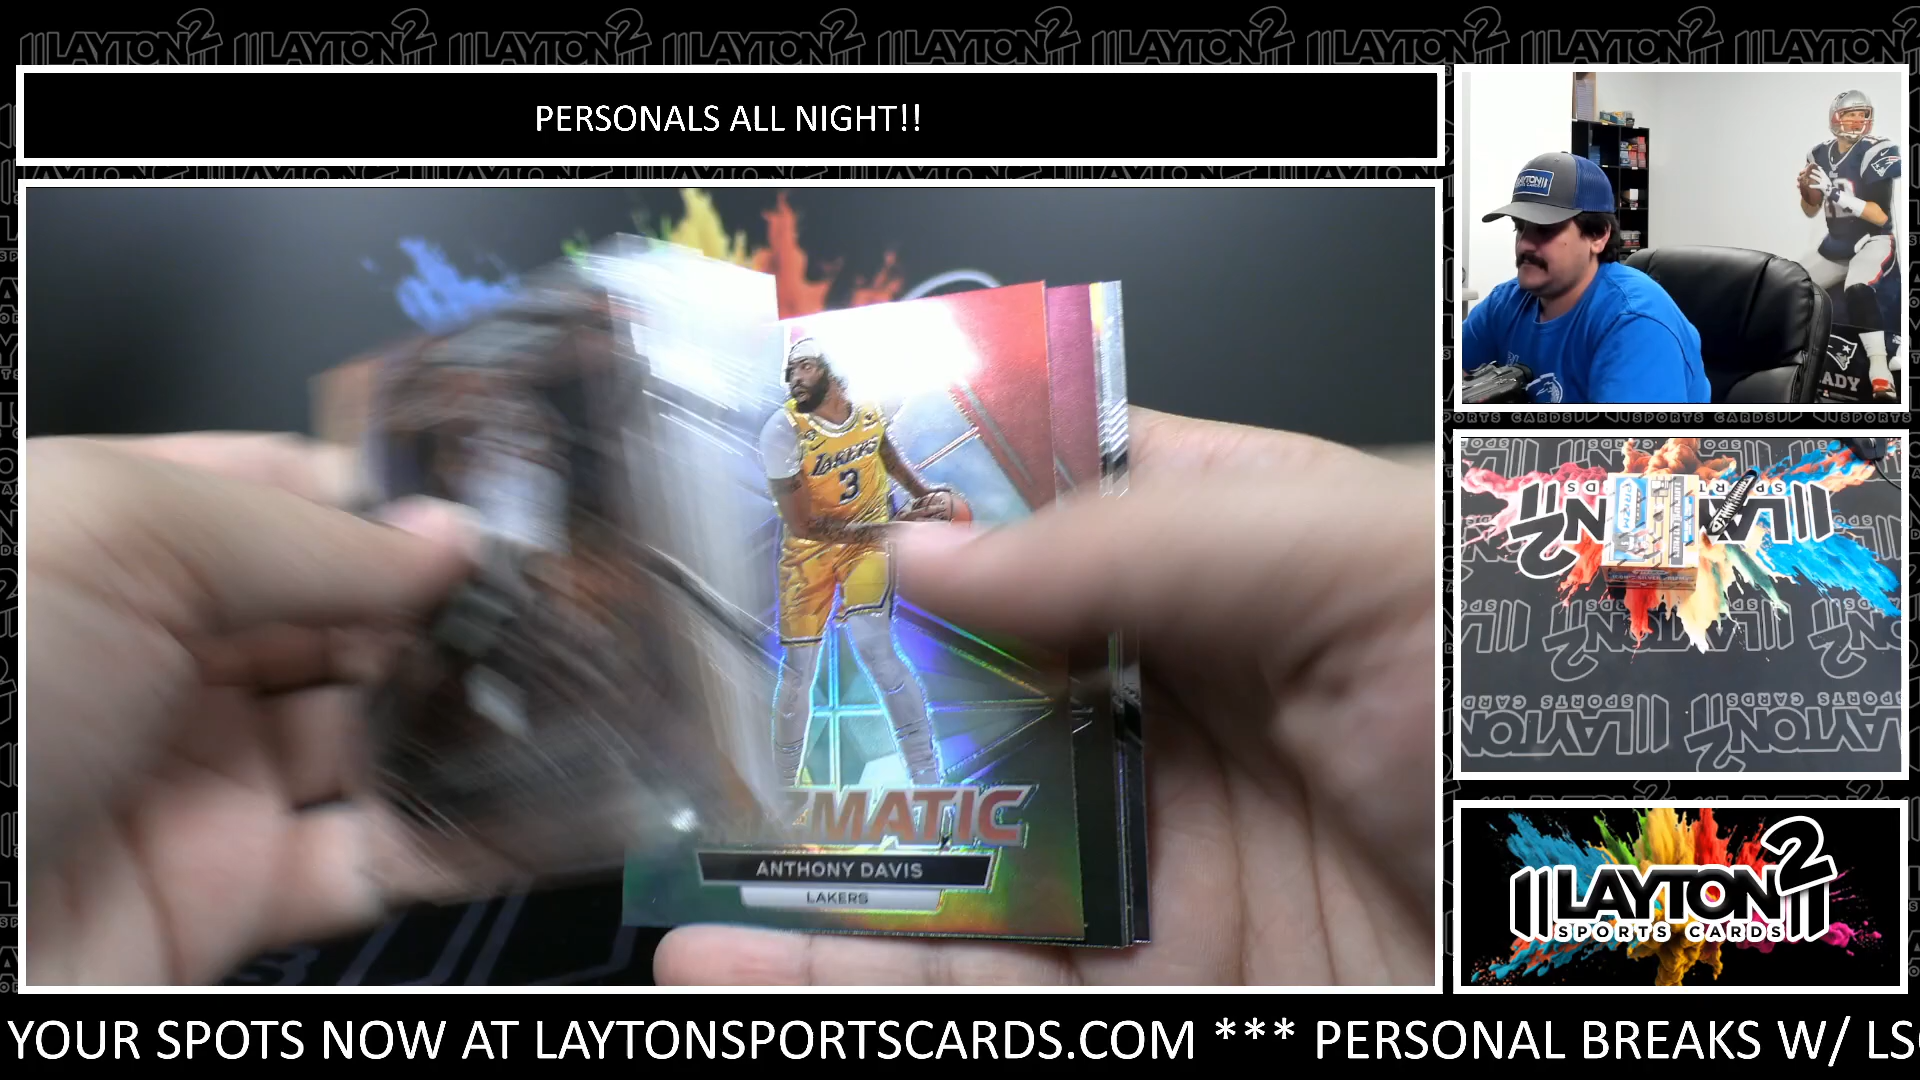 PERSONALS ALL NIGHT!!
LAKERS
3
ZMATIC
ANTHONY DAVIS
LAKERS
LAYTON 2
SPORTS CARDS
YOUR SPOTS NOW AT LAYTONSPORTSCARDS.COM *** PERSONAL BREAKS W/ LS